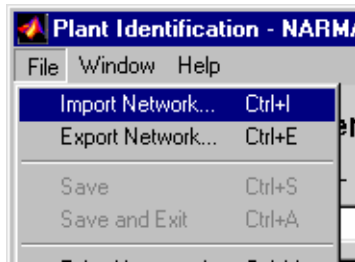 Plant Identification - NARMA
File Window Help
Import Network... Ctrl+I
Export Network... Ctrl+E
Save Ctrl+S
Save and Exit Ctrl+A